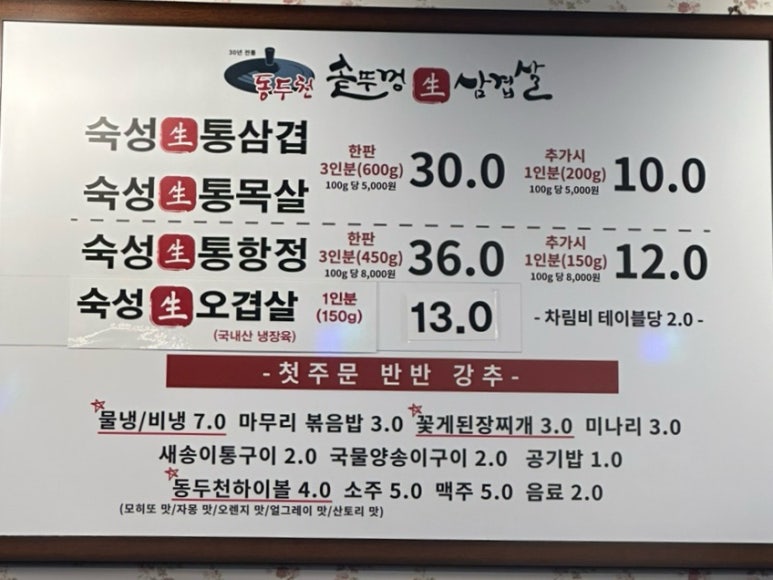 30년 전통
동두천 솥뚜껑 生 삼겹살
숙성 生 통삼겹
숙성 生 통목살
한판
3인분(600g)
100g 당 5,000원
30.0
추가시
1인분(200g)
100g 당 5,000원
10.0
숙성 生 통항정
한판
3인분(450g)
100g 당 8,000원
36.0
추가시
1인분(150g)
100g 당 8,000원
12.0
숙성 生 오겹살
(국내산 냉장육)
1인분
(150g)
13.0
- 차림비 테이블당 2.0 -
- 첫주문 반반 강추 -
물냉/비냉 7.0 마무리 볶음밥 3.0 꽃게된장찌개 3.0 미나리 3.0
새송이통구이 2.0 국물양송이구이 2.0 공기밥 1.0
동두천하이볼 4.0 소주 5.0 맥주 5.0 음료 2.0
(모히또 맛/자몽 맛/오렌지 맛/얼그레이 맛/산토리 맛)